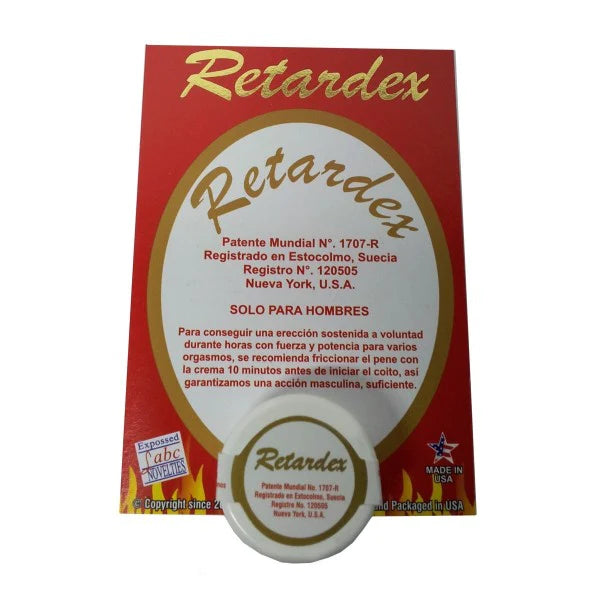 Retardex
Retardex
Patente Mundial N°. 1707-R
Registrado en Estocolmo, Suecia
Registro N°. 120505
Nueva York, U.S.A.
SOLO PARA HOMBRES
Para conseguir una erección sostenida a voluntad
durante horas con fuerza y potencia para varios
orgasmos, se recomienda friccionar el pene con
la crema 10 minutos antes de iniciar el coito, así
garantizamos una acción masculina, suficiente.
Expossed
abc
NOVELTIES
MADE IN
USA
© Copyright since
and Packaged in USA
Retardex
Patente Mundial No. 1707-R
Registrado en Estocolmo, Suecia
Registro No. 120505
Nueva York, U.S.A.